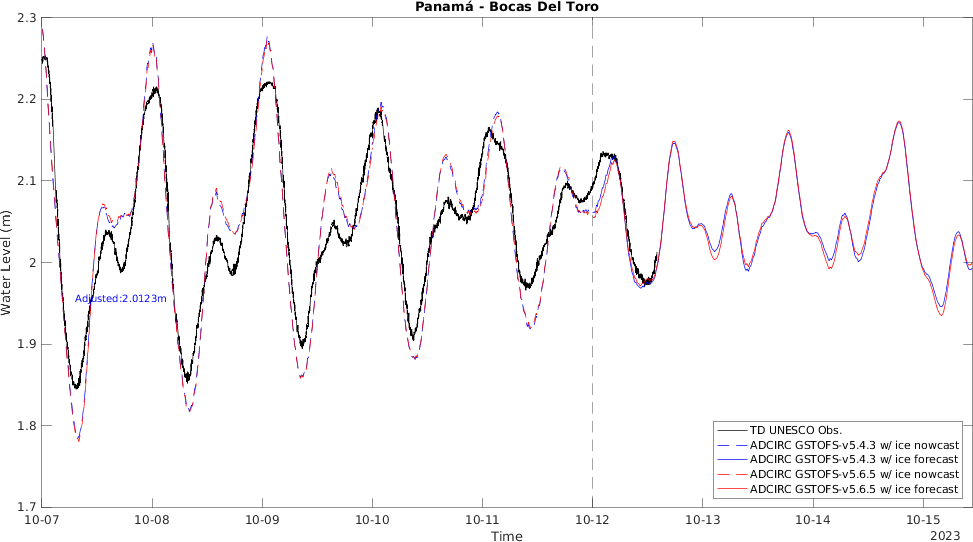 Panamá - Bocas Del Toro
2.3
2.2
2.1
2
1.9
1.8
1.7
Water Level (m)
Adjusted:2.0123m
TD UNESCO Obs.
ADCIRC GSTOFS-v5.4.3 w/ ice nowcast
ADCIRC GSTOFS-v5.4.3 w/ ice forecast
ADCIRC GSTOFS-v5.6.5 w/ ice nowcast
ADCIRC GSTOFS-v5.6.5 w/ ice forecast
10-07 10-08 10-09 10-10 10-11 10-12 10-13 10-14 10-15
Time
2023